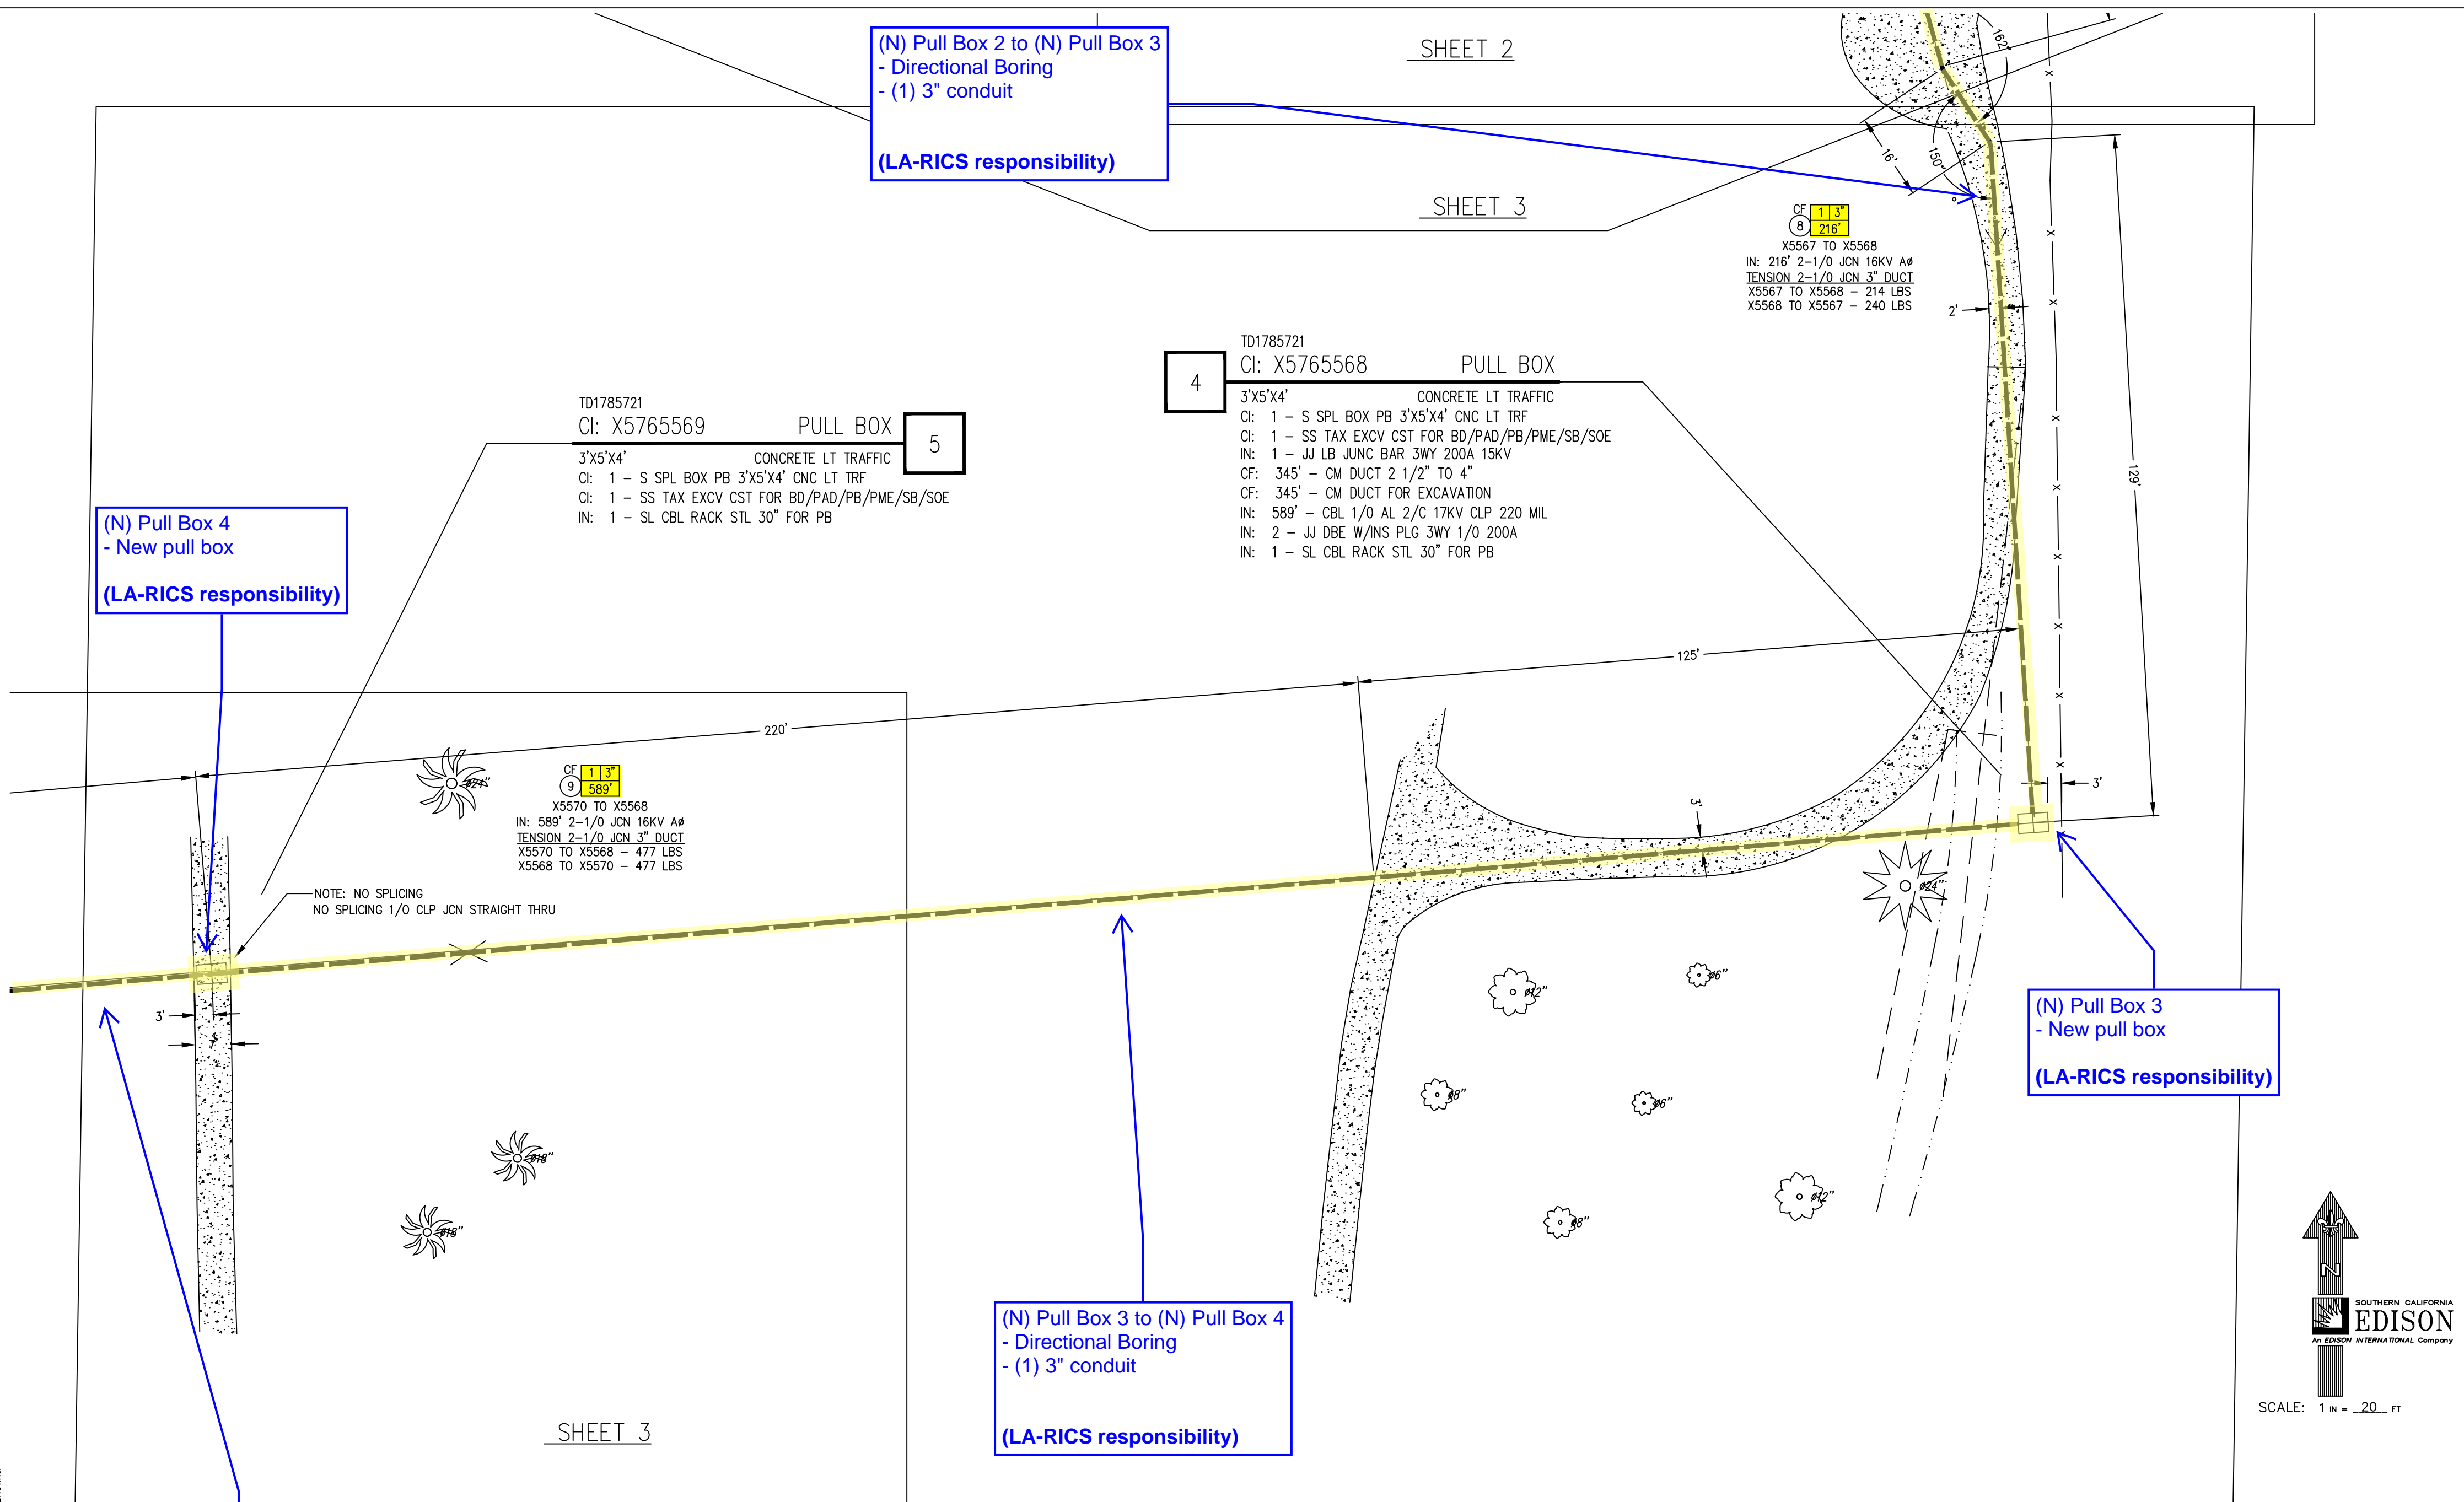 (N) Pull Box 2 to (N) Pull Box 3
- Directional Boring
- (1) 3" conduit
(LA-RICS responsibility)
SHEET 2
SHEET 3
162°
16'
150°
129'
2'
CF 1 3"
8 216'
X5567 TO X5568
IN: 216' 2-1/0 JCN 16KV AØ
TENSION 2-1/0 JCN 3" DUCT
X5567 TO X5568 - 214 LBS
X5568 TO X5567 - 240 LBS
4
TD1785721
CI: X5765568 PULL BOX
3'X5'X4' CONCRETE LT TRAFFIC
CI: 1 - S SPL BOX PB 3'X5'X4' CNC LT TRF
CI: 1 - SS TAX EXCV CST FOR BD/PAD/PB/PME/SB/SOE
IN: 1 - JJ LB JUNC BAR 3WY 200A 15KV
CF: 345' - CM DUCT 2 1/2" TO 4"
CF: 345' - CM DUCT FOR EXCAVATION
IN: 589' - CBL 1/0 AL 2/C 17KV CLP 220 MIL
IN: 2 - JJ DBE W/INS PLG 3WY 1/0 200A
IN: 1 - SL CBL RACK STL 30" FOR PB
TD1785721
CI: X5765569 PULL BOX
5
3'X5'X4' CONCRETE LT TRAFFIC
CI: 1 - S SPL BOX PB 3'X5'X4' CNC LT TRF
CI: 1 - SS TAX EXCV CST FOR BD/PAD/PB/PME/SB/SOE
IN: 1 - SL CBL RACK STL 30" FOR PB
(N) Pull Box 4
- New pull box
(LA-RICS responsibility)
125'
220'
ø24"
CF 1 3"
9 589'
X5570 TO X5568
IN: 589' 2-1/0 JCN 16KV AØ
TENSION 2-1/0 JCN 3" DUCT
X5570 TO X5568 - 477 LBS
X5568 TO X5570 - 477 LBS
NOTE: NO SPLICING
NO SPLICING 1/0 CLP JCN STRAIGHT THRU
3'
3'
ø24"
3'
ø12"
ø6"
ø8"
ø6"
ø12"
ø8"
ø18"
ø18"
(N) Pull Box 3
- New pull box
(LA-RICS responsibility)
(N) Pull Box 3 to (N) Pull Box 4
- Directional Boring
- (1) 3" conduit
(LA-RICS responsibility)
SHEET 3
N
SOUTHERN CALIFORNIA
EDISON
An EDISON INTERNATIONAL Company
SCALE: 1 IN = 20 FT